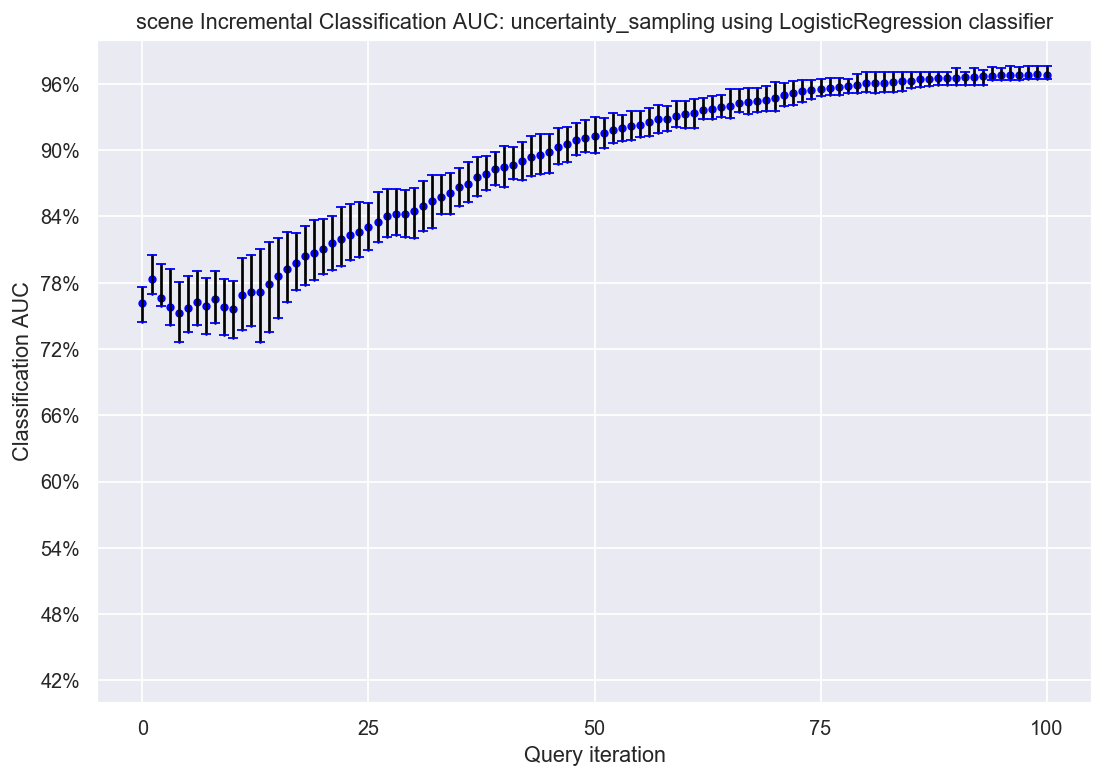 scene Incremental Classification AUC: uncertainty_sampling using LogisticRegression classifier
Classification AUC
96%
90%
84%
78%
72%
66%
60%
54%
48%
42%
0 25 50 75 100
Query iteration